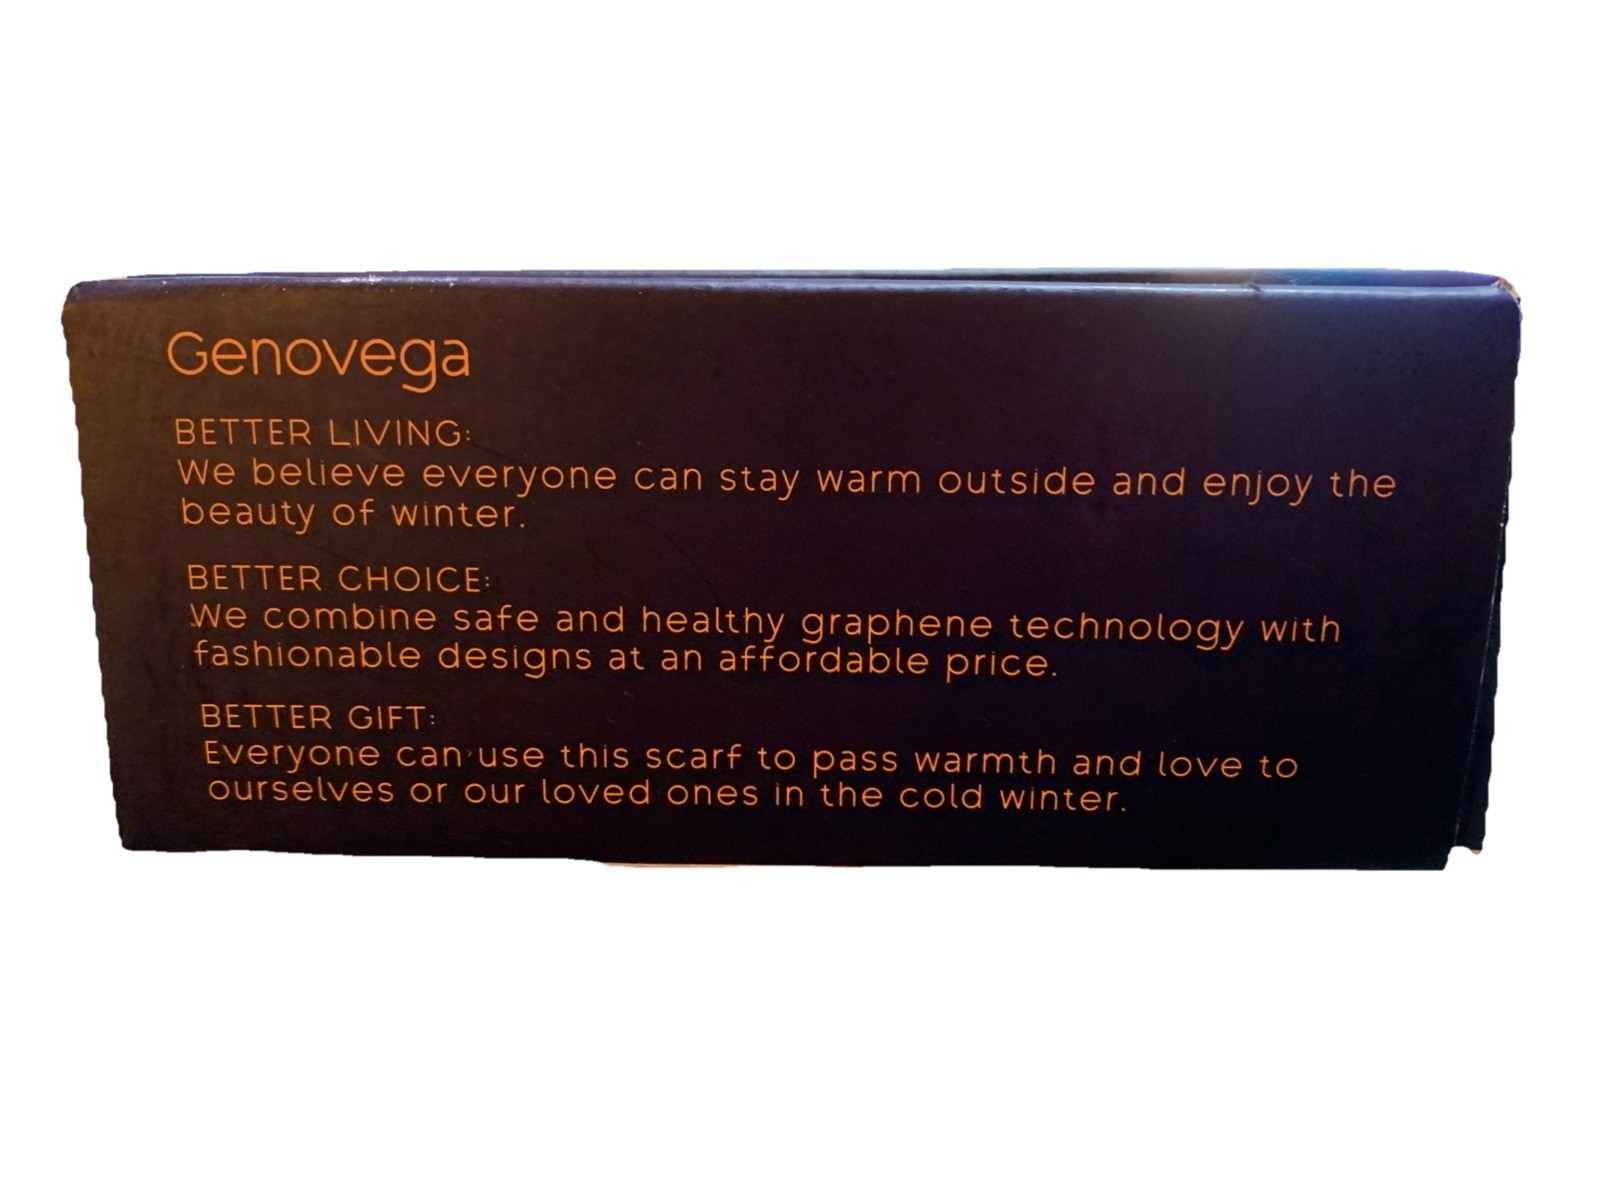 Genovega
BETTER LIVING:
We believe everyone can stay warm outside and enjoy the
beauty of winter.
BETTER CHOICE:
We combine safe and healthy graphene technology with
fashionable designs at an affordable price.
BETTER GIFT:
Everyone can use this scarf to pass warmth and love to
ourselves or our loved ones in the cold winter.